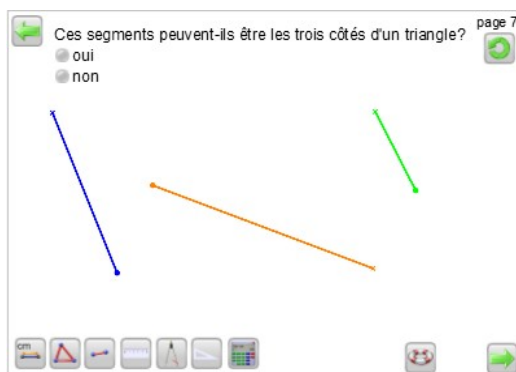 page 7
Ces segments peuvent-ils être les trois côtés d'un triangle?
oui
non
cm